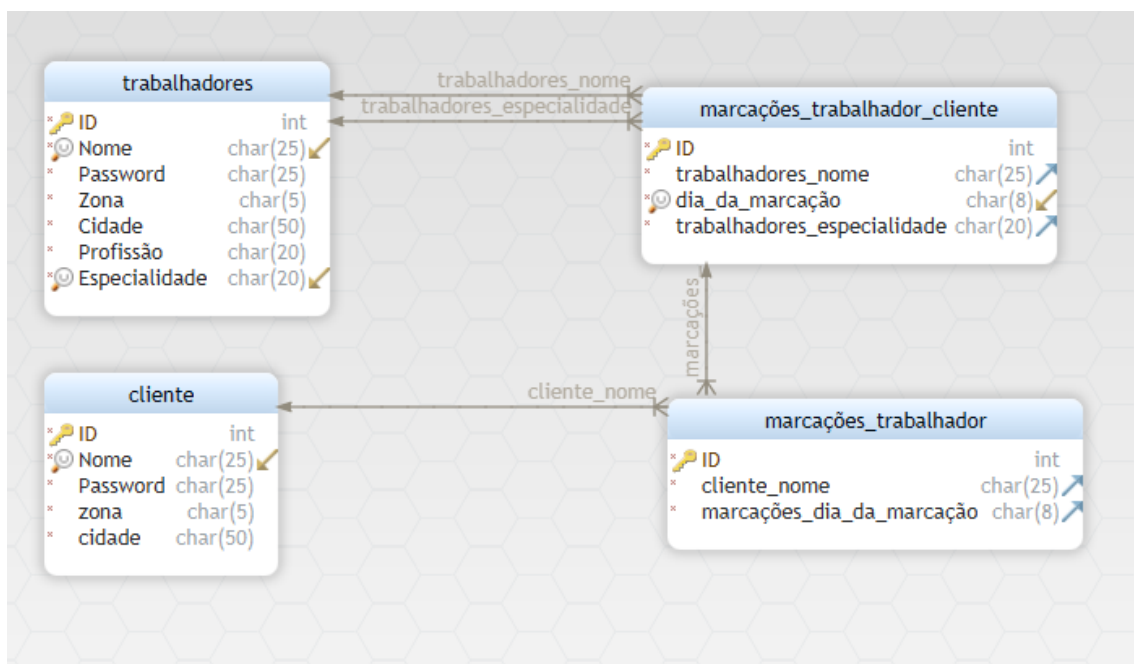 trabalhadores
ID int
Nome char(25)
Password char(25)
Zona char(5)
Cidade char(50)
Profissão char(20)
Especialidade char(20)
trabalhadores_nome
trabalhadores_especialidade
marcações_trabalhador_cliente
ID int
trabalhadores_nome char(25)
dia_da_marcação char(8)
trabalhadores_especialidade char(20)
marcações
cliente
ID int
Nome char(25)
Password char(25)
zona char(5)
cidade char(50)
cliente_nome
marcações_trabalhador
ID int
cliente_nome char(25)
marcações_dia_da_marcação char(8)